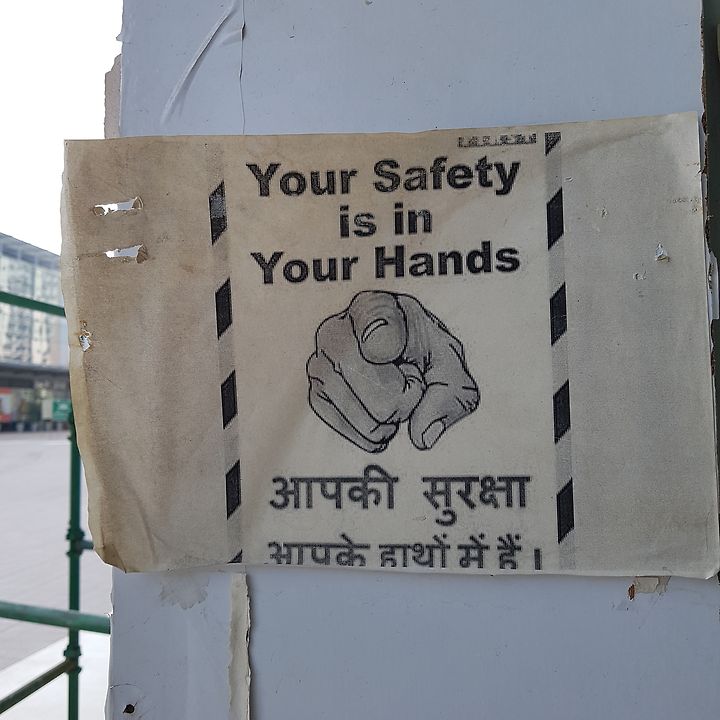 Your Safety
is in
Your Hands
आपकी सुरक्षा
आपके हाथों में हैं।